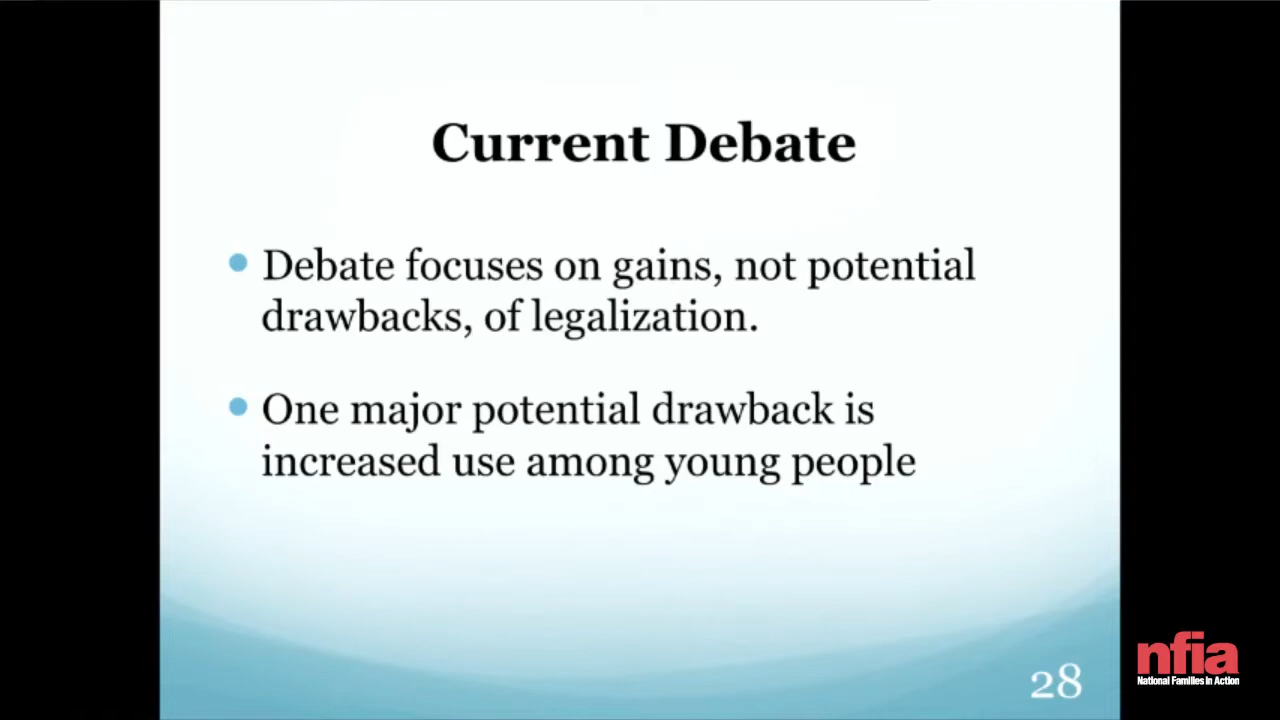 Current Debate
Debate focuses on gains, not potential
drawbacks, of legalization.
One major potential drawback is
increased use among young people
28
nfia
National Families in Action